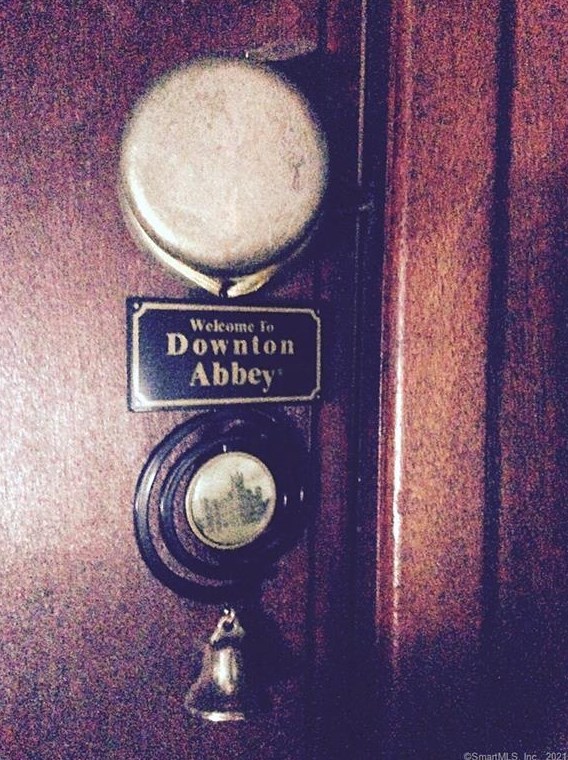 Welcome To
Downton
Abbey
©SmartMLS, Inc. 2021